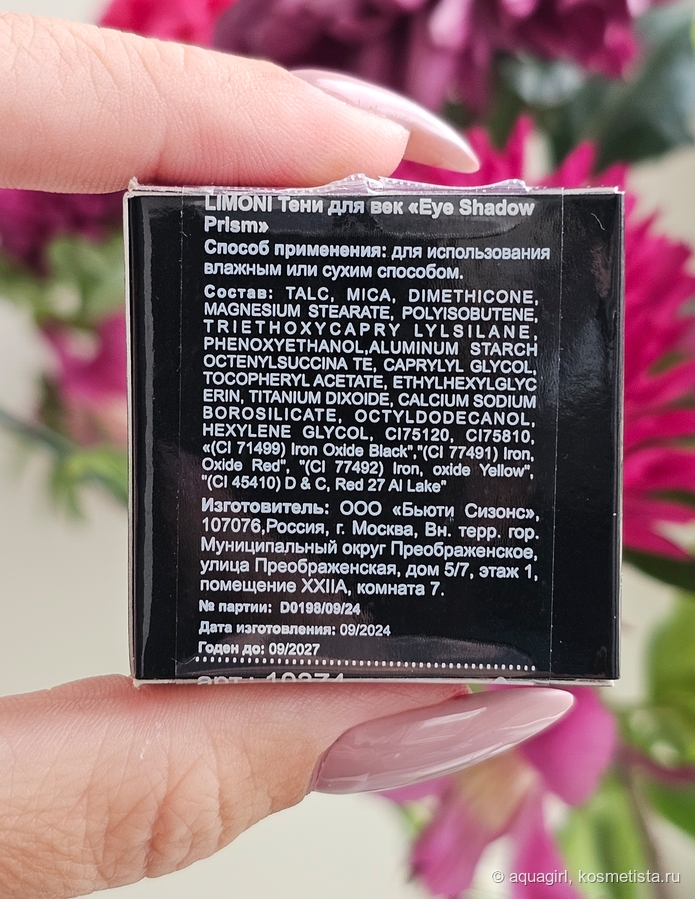 LIMONI Тени для век «Eye Shadow
Prism»
Способ применения: для использования
влажным или сухим способом.
Состав: TALC, MICA, DIMETHICONE,
MAGNESIUM STEARATE, POLYISOBUTENE,
TRIETHOXYCAPRY LYLSILANE,
PHENOXYETHANOL,ALUMINUM STARCH
OCTENYLSUCCINA TE, CAPRYLYL GLYCOL,
TOCOPHERYL ACETATE, ETHYLHEXYLGLYC
ERIN, TITANIUM DIXOIDE, CALCIUM SODIUM
BOROSILICATE, OCTYLDODECANOL,
HEXYLENE GLYCOL, CI75120, CI75810,
«(CI 71499) Iron Oxide Black","(CI 77491) Iron,
Oxide Red", "(CI 77492) Iron, oxide Yellow",
"(CI 45410) D & C, Red 27 Al Lake"
Изготовитель: ООО «Бьюти Сизонс»,
107076,Россия, г. Москва, Вн. терр. гор.
Муниципальный округ Преображенское,
улица Преображенская, дом 5/7, этаж 1,
помещение XXIIA, комната 7.
№ партии: D0198/09/24
Дата изготовления: 09/2024
Годен до: 09/2027
© aquagirl, kosmetista.ru